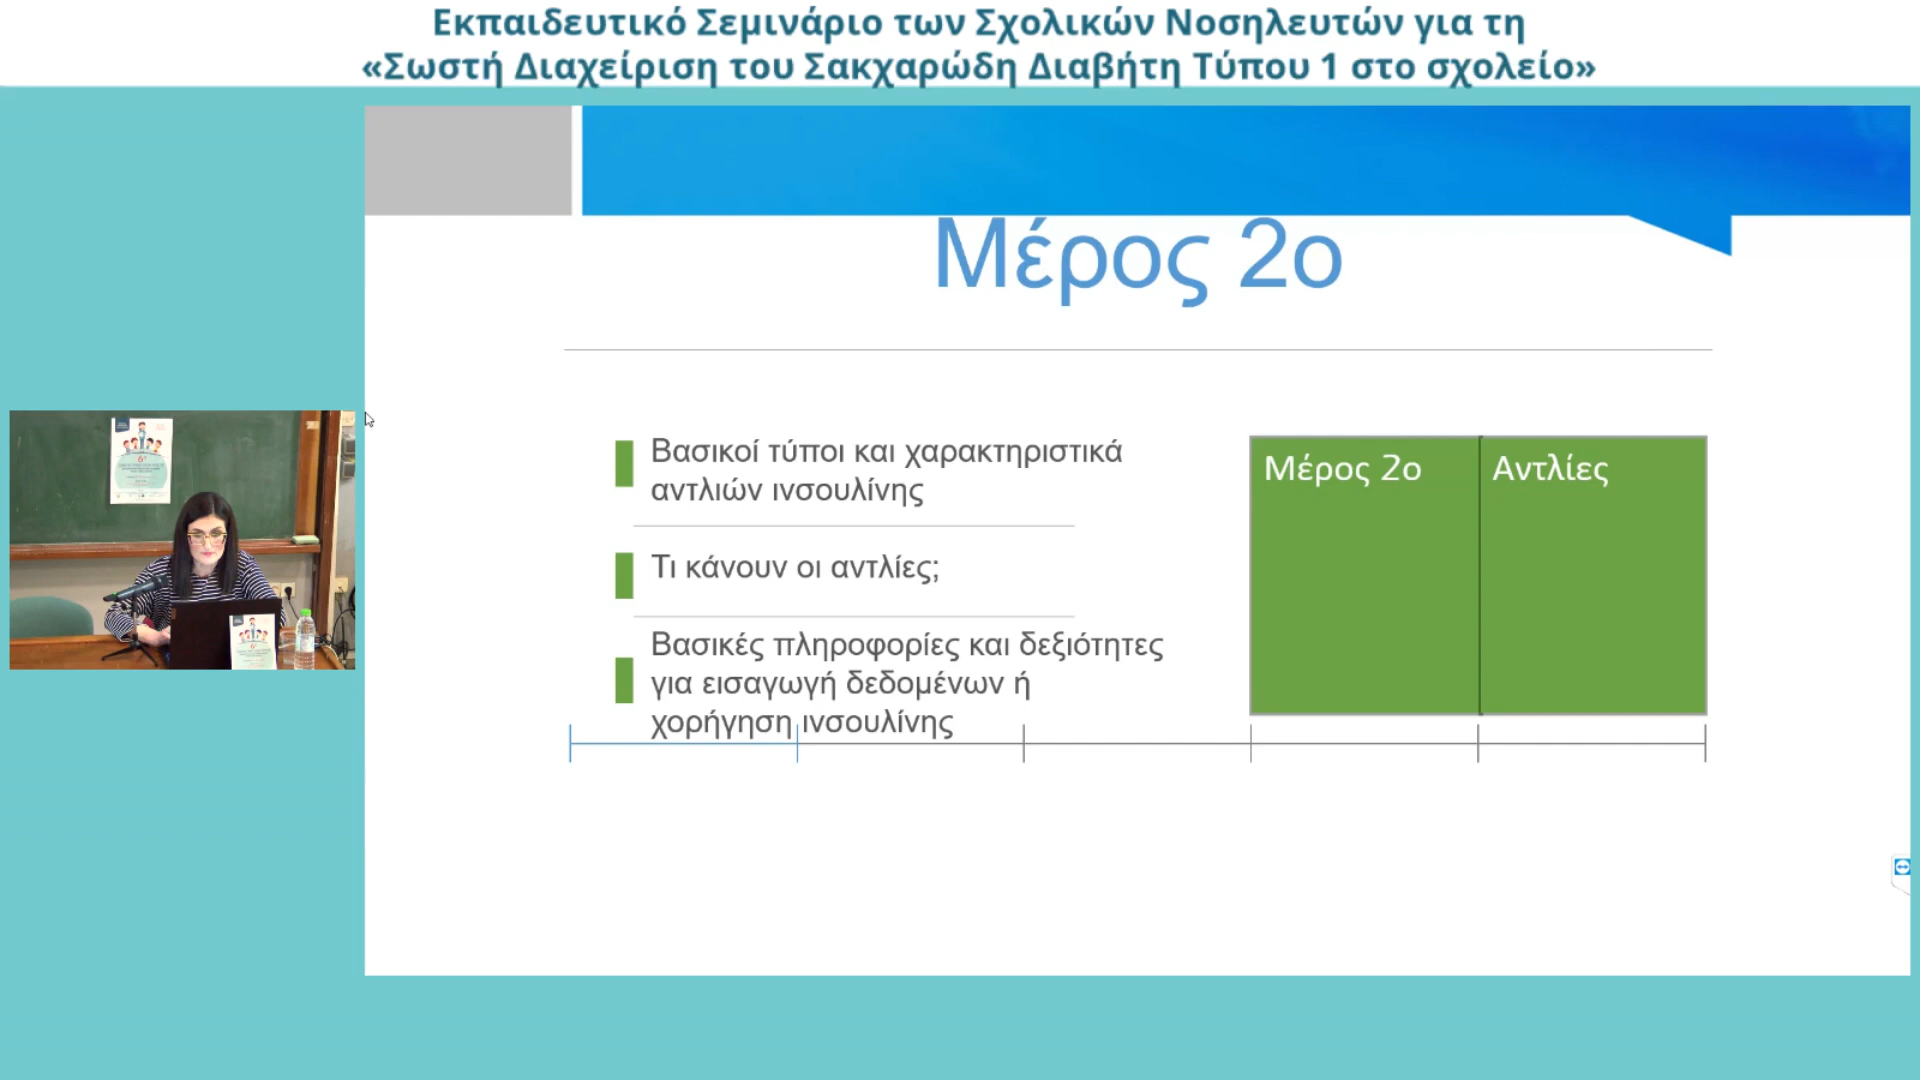 Εκπαιδευτικό Σεμινάριο των Σχολικών Νοσηλευτών για τη
«Σωστή Διαχείριση του Σακχαρώδη Διαβήτη Τύπου 1 στο σχολείο»
Μέρος 2ο
Βασικοί τύποι και χαρακτηριστικά
αντλιών ινσουλίνης
Τι κάνουν οι αντλίες;
Βασικές πληροφορίες και δεξιότητες
για εισαγωγή δεδομένων ή
χορήγηση ινσουλίνης
Μέρος 2ο
Αντλίες